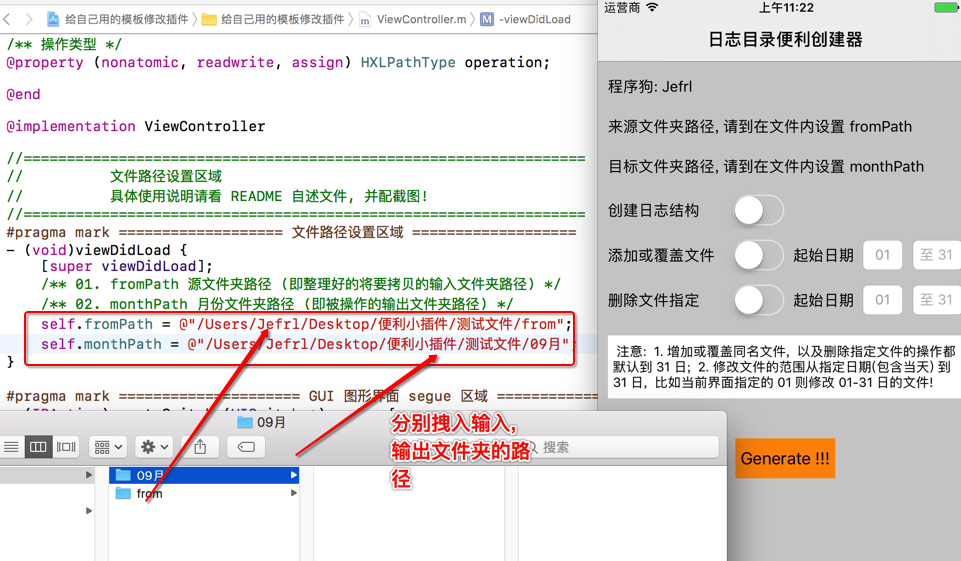 给自己用的模板修改插件 〉 给自己用的模板修改插件 〉 ViewController.m 〉 M -viewDidLoad
/** 操作类型 */
@property (nonatomic, readwrite, assign) HXLPathType operation;
@end
@implementation ViewController
//=================================================================
// 文件路径设置区域
// 具体使用说明请看 README 自述文件, 并配截图!
//=================================================================
#pragma mark =================== 文件路径设置区域 ===================
- (void)viewDidLoad {
[super viewDidLoad];
/** 01. fromPath 源文件夹路径 (即整理好的将要拷贝的输入文件夹路径) */
/** 02. monthPath 月份文件夹路径 (即被操作的输出文件夹路径) */
self.fromPath = @"/Users/Jefrl/Desktop/便利小插件/测试文件/from";
self.monthPath = @"/Users/Jefrl/Desktop/便利小插件/测试文件/09月";
}
#pragma mark =================== GUI 图形界面 segue 区域 ============
09月
搜索
09月
from
分别拽入输入,
输出文件夹的路
径
运营商 上午11:22
日志目录便利创建器
程序狗: Jefrl
来源文件夹路径, 请到在文件内设置 fromPath
目标文件夹路径, 请到在文件内设置 monthPath
创建日志结构
添加或覆盖文件 起始日期 01 至 31
删除文件指定 起始日期 01 至 31
注意: 1. 增加或覆盖同名文件, 以及删除指定文件的操作都
默认到 31 日; 2. 修改文件的范围从指定日期(包含当天) 到
31 日, 比如当前界面指定的 01 则修改 01-31 日的文件!
Generate !!!